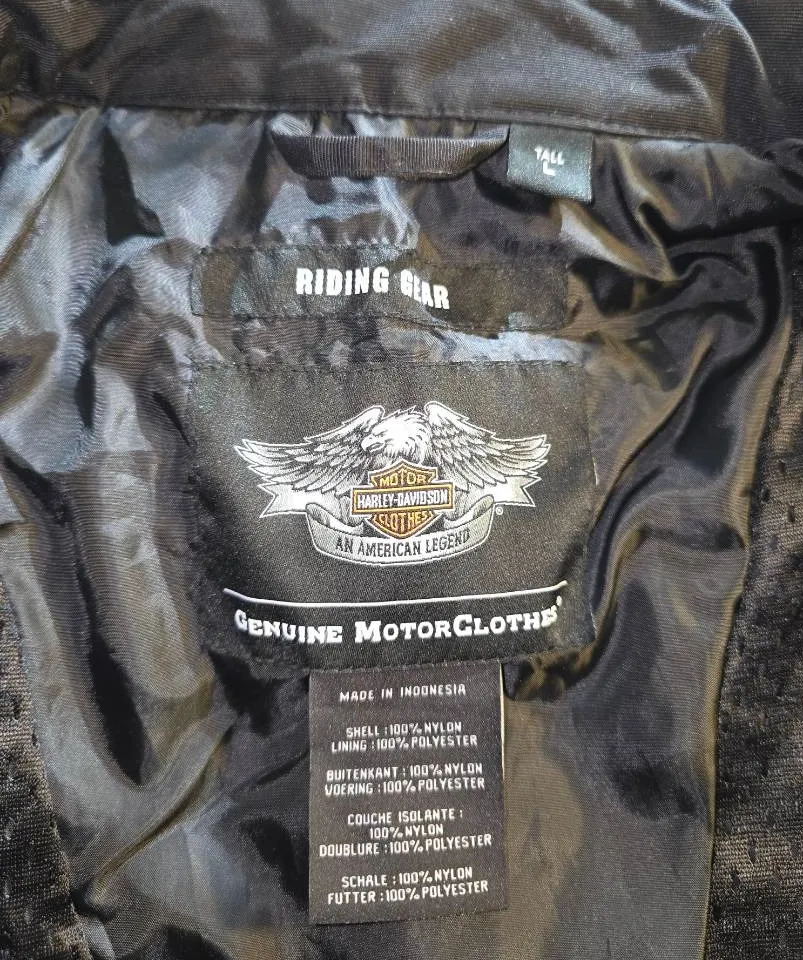 TALL
L
RIDING GEAR
MOTOR
HARLEY-DAVIDSON
CLOTHES
®
AN AMERICAN LEGEND
GENUINE MOTORCLOTHES®
MADE IN INDONESIA
SHELL :100% NYLON
LINING :100% POLYESTER
BUITENKANT :100% NYLON
VOERING :100% POLYESTER
COUCHE ISOLANTE :
100% NYLON
DOUBLURE :100% POLYESTER
SCHALE :100% NYLON
FUTTER :100% POLYESTER